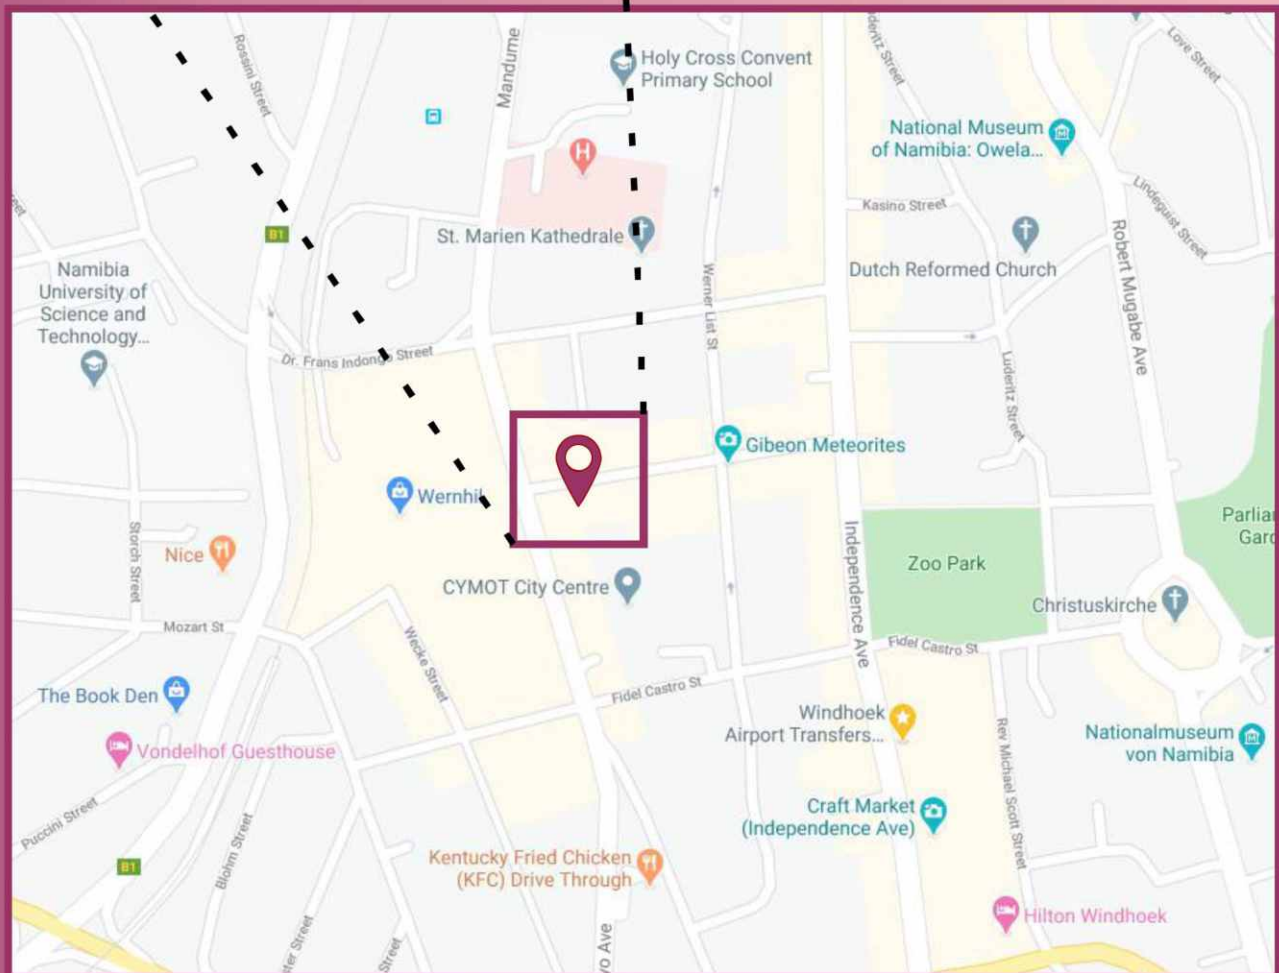 Rossini Street
Mandume
Holy Cross Convent
Primary School
Love Street
National Museum
of Namibia: Owela...
H
Kasino Street
Lindequist Street
St. Marien Kathedrale
B1
Dutch Reformed Church
Robert Mugabe Ave
Namibia
University of
Science and
Technology...
Werner List St
Dr. Frans Indongo Street
Luderitz Street
Gibeon Meteorites
Wernhil
Storch Street
Nice
Independence Ave
Zoo Park
CYMOT City Centre
Christuskirche
Mozart St
Wecke Street
Fidel Castro St
Fidel Castro St
The Book Den
Windhoek
Airport Transfers...
Vondelhof Guesthouse
Nationalmuseum
von Namibia
Rev Michael Scott Street
Puccini Street
Craft Market
(Independence Ave)
Blohm Street
B1
Kentucky Fried Chicken
(KFC) Drive Through
Hilton Windhoek
Street
Ave